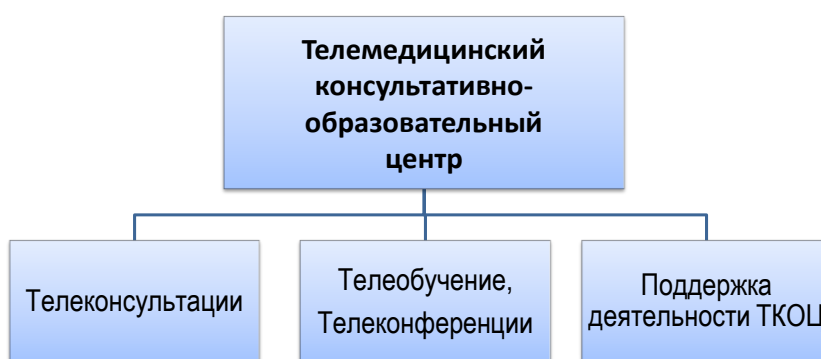 Телемедицинский
консультативно-
образовательный
центр
Телеконсультации
Телеобучение,
Телеконференции
Поддержка
деятельности ТКОЦ